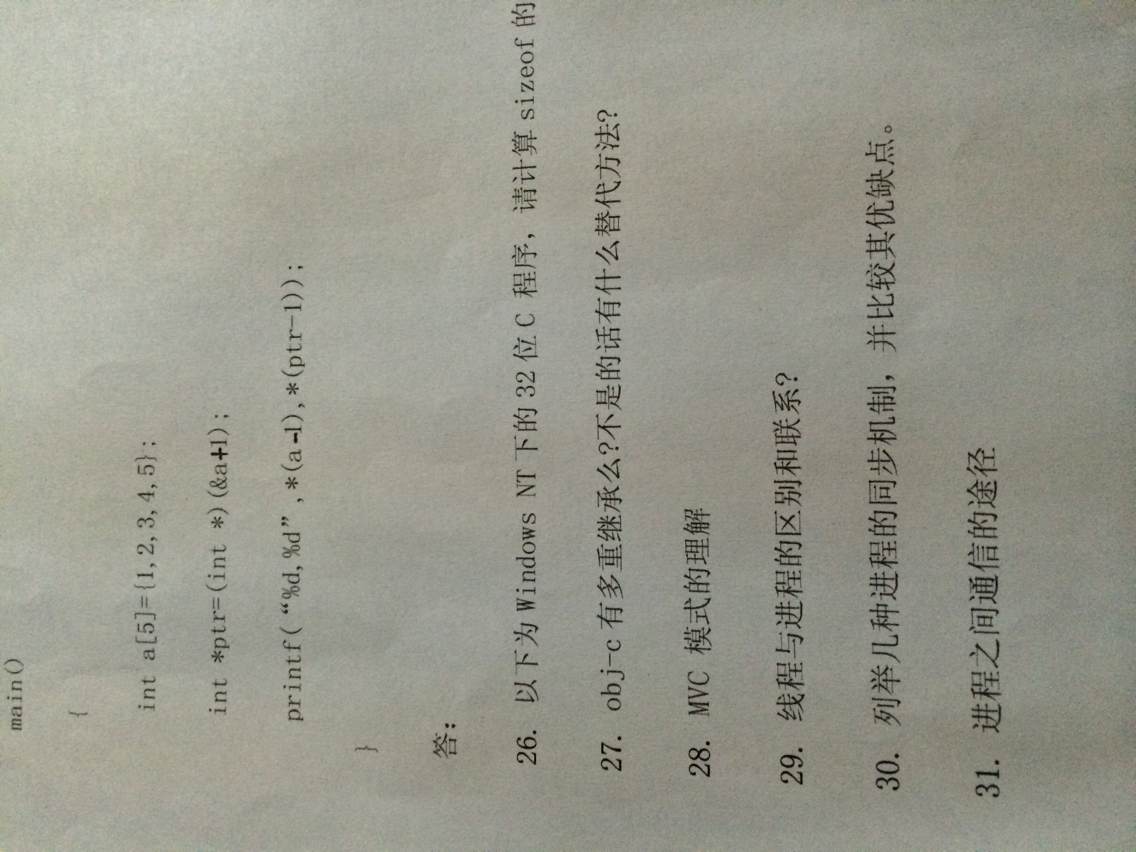 main()
{
int a[5]={1,2,3,4,5};
int *ptr=(int *)(&a+1);
printf(“%d,%d”,*(a-1),*(ptr-1));
}
答：
26. 以下为 Windows NT 下的 32 位 C 程序，请计算 sizeof 的
27. obj-c 有多重继承么?不是的话有什么替代方法?
28. MVC 模式的理解
29. 线程与进程的区别和联系?
30. 列举几种进程的同步机制，并比较其优缺点。
31. 进程之间通信的途径